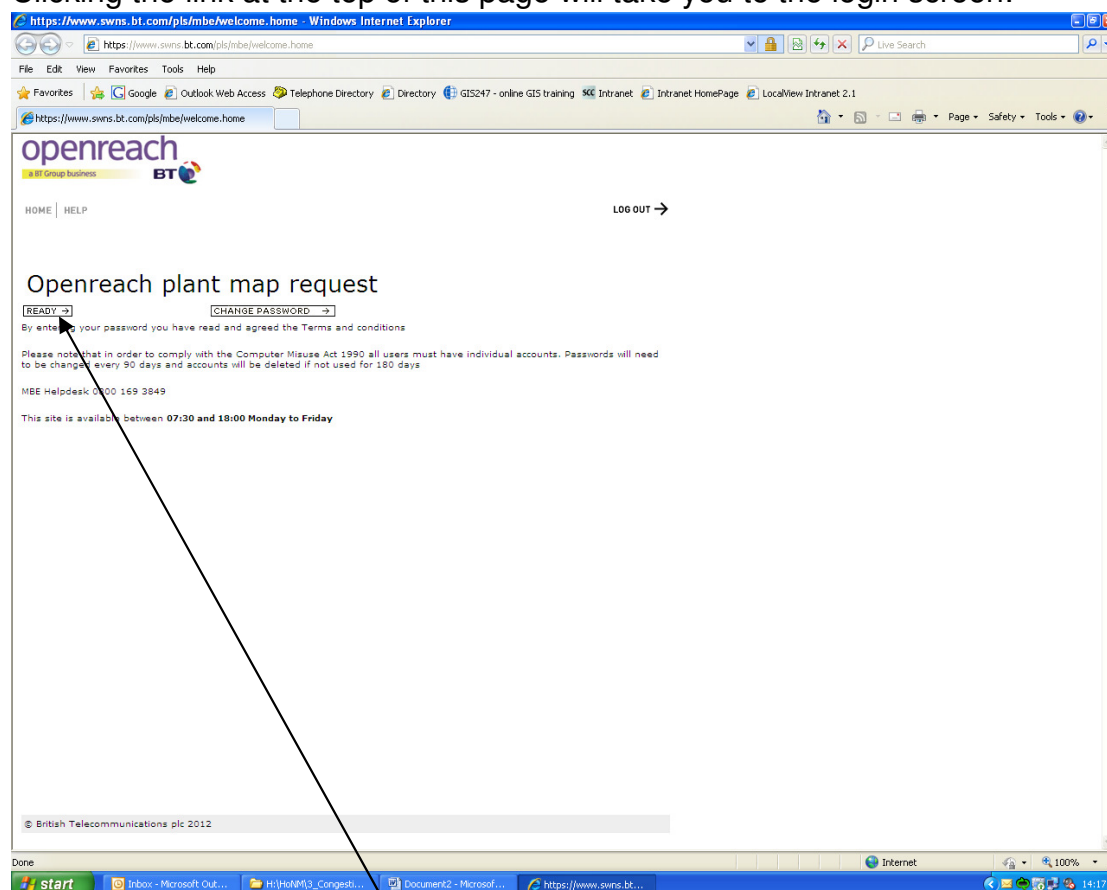 Clicking the link at the top of this page will take you to the login screen.
https://www.swns.bt.com/pls/mbe/welcome.home - Windows Internet Explorer
https://www.swns.bt.com/pls/mbe/welcome.home
Live Search
File Edit View Favorites Tools Help
Favorites Google Outlook Web Access Telephone Directory Directory GIS247 - online GIS training SCC Intranet Intranet HomePage LocalView Intranet 2.1
https://www.swns.bt.com/pls/mbe/welcome.home
Page Safety Tools
openreach
a BT Group business BT
HOME | HELP
LOG OUT →
Openreach plant map request
READY → CHANGE PASSWORD →
By entering your password you have read and agreed the Terms and conditions
Please note that in order to comply with the Computer Misuse Act 1990 all users must have individual accounts. Passwords will need
to be changed every 90 days and accounts will be deleted if not used for 180 days
MBE Helpdesk 0800 169 3849
This site is available between 07:30 and 18:00 Monday to Friday
© British Telecommunications plc 2012
Done Internet 100%
start Inbox - Microsoft Out... H:\HoNM\3_Congesti... Document2 - Microsof... https://www.swns.bt... 14:17